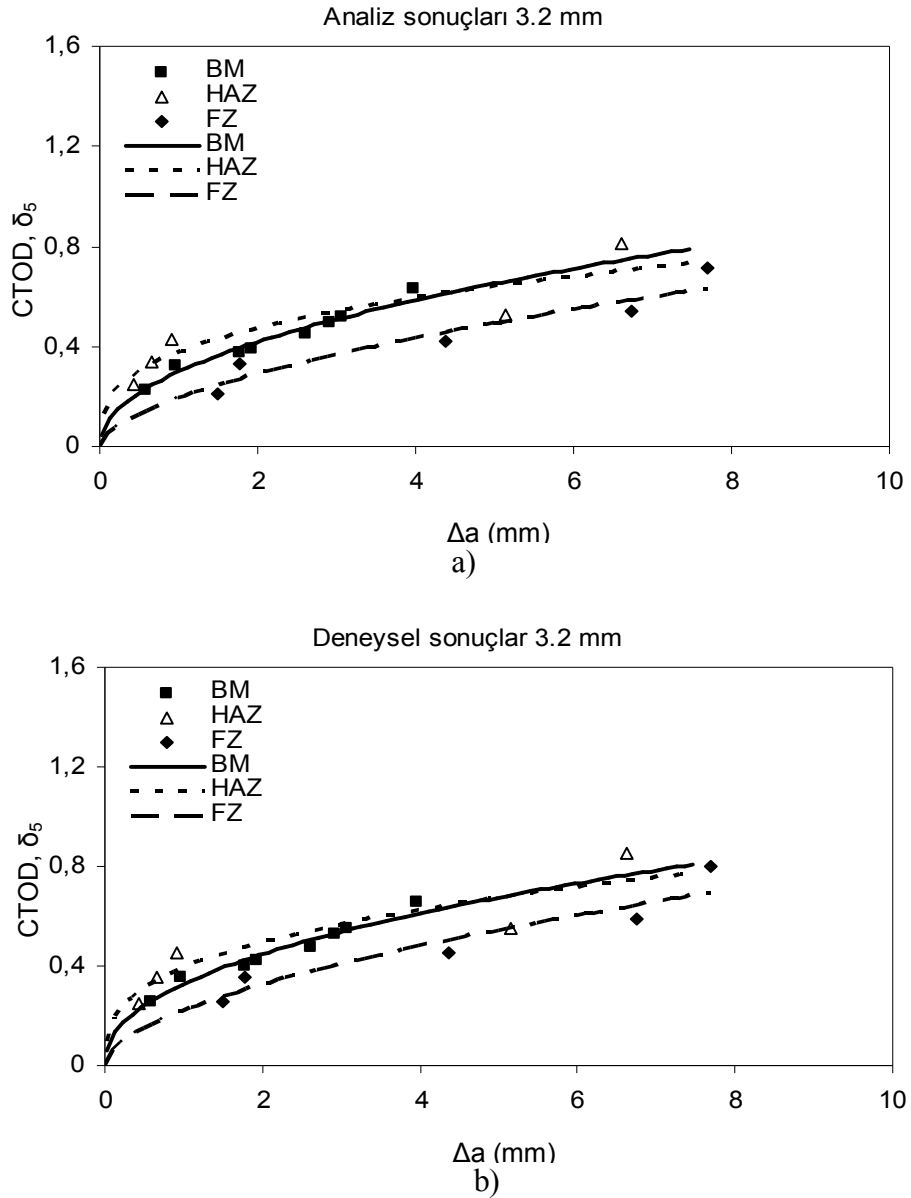 Analiz sonuçları 3.2 mm
1,6
1,2
0,8
0,4
0
CTOD, δ5
BM
HAZ
FZ
BM
HAZ
FZ
0 2 4 6 8 10
Δa (mm)
a)
Deneysel sonuçlar 3.2 mm
1,6
1,2
0,8
0,4
0
CTOD, δ5
BM
HAZ
FZ
BM
HAZ
FZ
0 2 4 6 8 10
Δa (mm)
b)